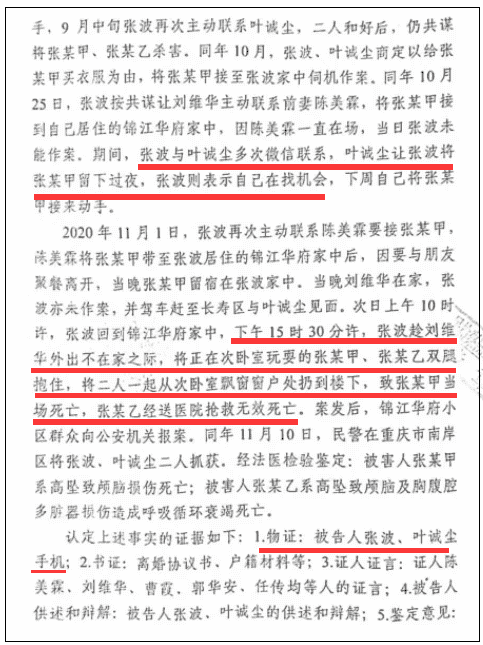 手，9 月中旬张波再次主动联系叶诚尘，二人和好后，仍共谋
将张某甲、张某乙杀害。同年 10 月，张波、叶诚尘商定以给张
某甲买衣服为由，将张某甲接至张波家中伺机作案。同年 10 月
25 日，张波按共谋让刘维华主动联系前妻陈美霖，将张某甲接
到自己居住的锦江华府家中，因陈美霖一直在场，当日张波未
能作案。期间，张波与叶诚尘多次微信联系，叶诚尘让张波将
张某甲留下过夜，张波则表示自己在找机会，下周自己将张某
甲接来动手。
2020 年 11 月 1 日，张波再次主动联系陈美霖要接张某甲，
陈美霖将张某甲带至张波居住的锦江华府家中后，因要与朋友
聚餐离开，当晚张某甲留宿在张波家中。当晚刘维华在家，张
波亦未作案，并驾车赶至长寿区与叶诚尘见面。次日上午 10 时
许，张波回到锦江华府家中，下午 15 时 30 分许，张波趁刘维
华外出不在家之际，将正在次卧室玩耍的张某甲、张某乙双腿
抱住，将二人一起从次卧室飘窗窗户处扔到楼下，致张某甲当
场死亡，张某乙经送医院抢救无效死亡。案发后，锦江华府小
区群众向公安机关报案。同年 11 月 10 日，民警在重庆市南岸
区将张波、叶诚尘二人抓获。经法医检验鉴定：被害人张某甲
系高坠致颅脑损伤死亡；被害人张某乙系高坠致颅脑及胸腹腔
多脏器损伤造成呼吸循环衰竭死亡。
认定上述事实的证据如下：1.物证：被告人张波、叶诚尘
手机；2.书证：离婚协议书、户籍材料等；3.证人证言：证人陈
美霖、刘维华、曹霞、郭华安、任传均等人的证言；4.被告人
供述和辩解：被告人张波、叶诚尘的供述和辩解；5.鉴定意见：